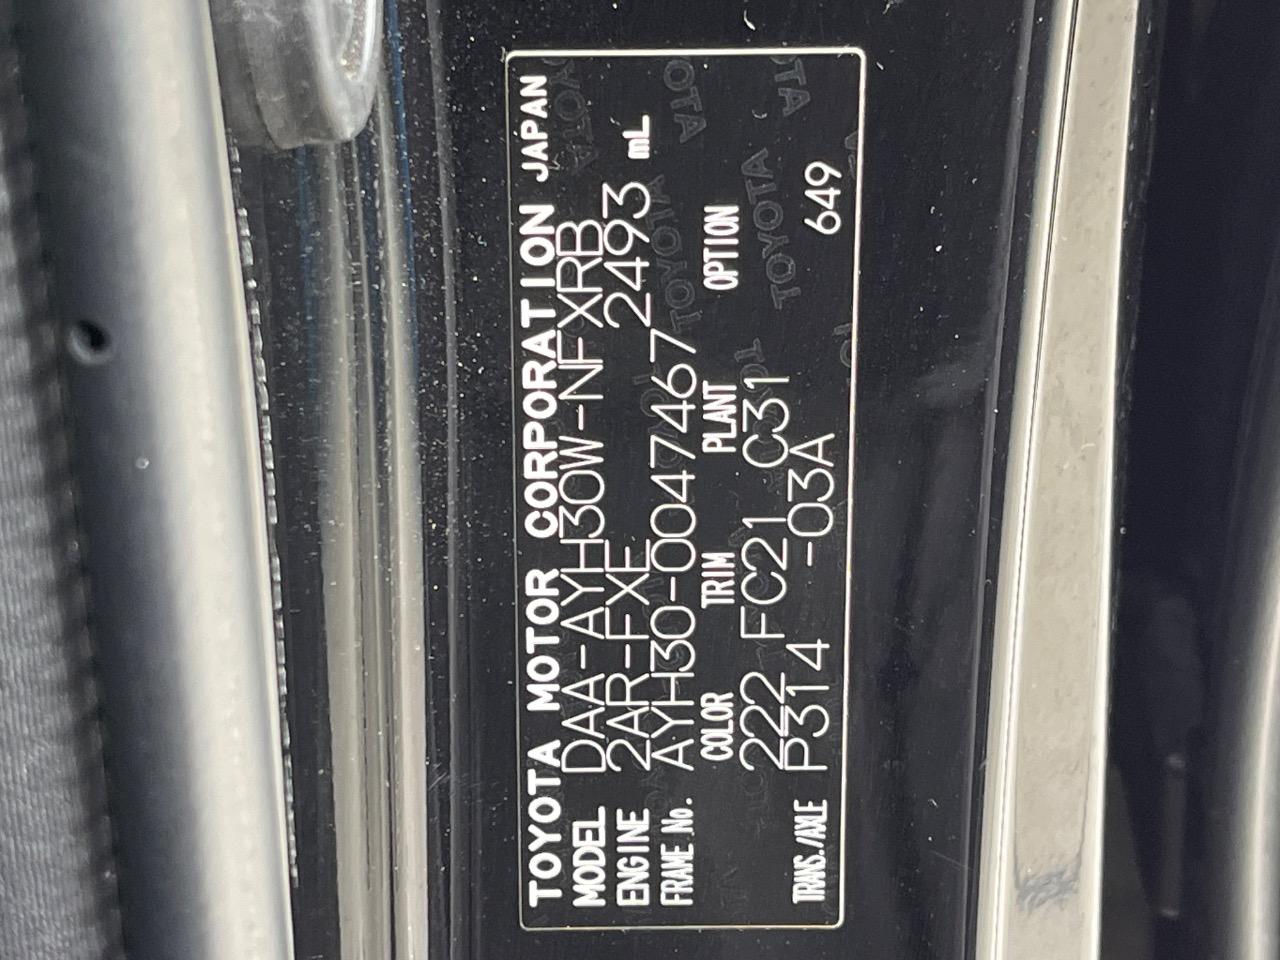 TOYOTA MOTOR CORPORATION JAPAN
MODEL DAA-AYH30W-NFXRB
ENGINE 2AR-FXE 2493 mL
FRAME No. AYH30-0047467
COLOR TRIM PLANT OPTION
222 FC21 C31
TRANS./AXLE P314 -03A 649